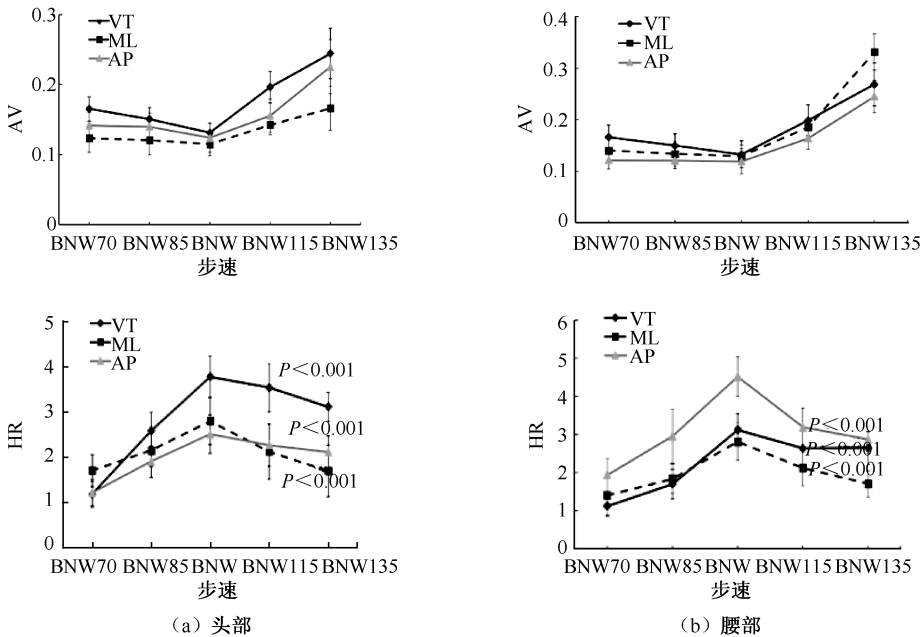 0.3
VT
ML
AP
0.2
AV
0.1
0
BNW70 BNW85 BNW BNW115 BNW135
步速
0.4
VT
ML
AP
0.3
AV
0.2
0.1
0
BNW70 BNW85 BNW BNW115 BNW135
步速
5
VT
ML
AP
4
P<0.001
3
HR
P<0.001
2
P<0.001
1
0
BNW70 BNW85 BNW BNW115 BNW135
步速
(a) 头部
6
VT
ML
AP
5
4
HR
P<0.001
3
P<0.001
P<0.001
2
1
0
BNW70 BNW85 BNW BNW115 BNW135
步速
(b) 腰部